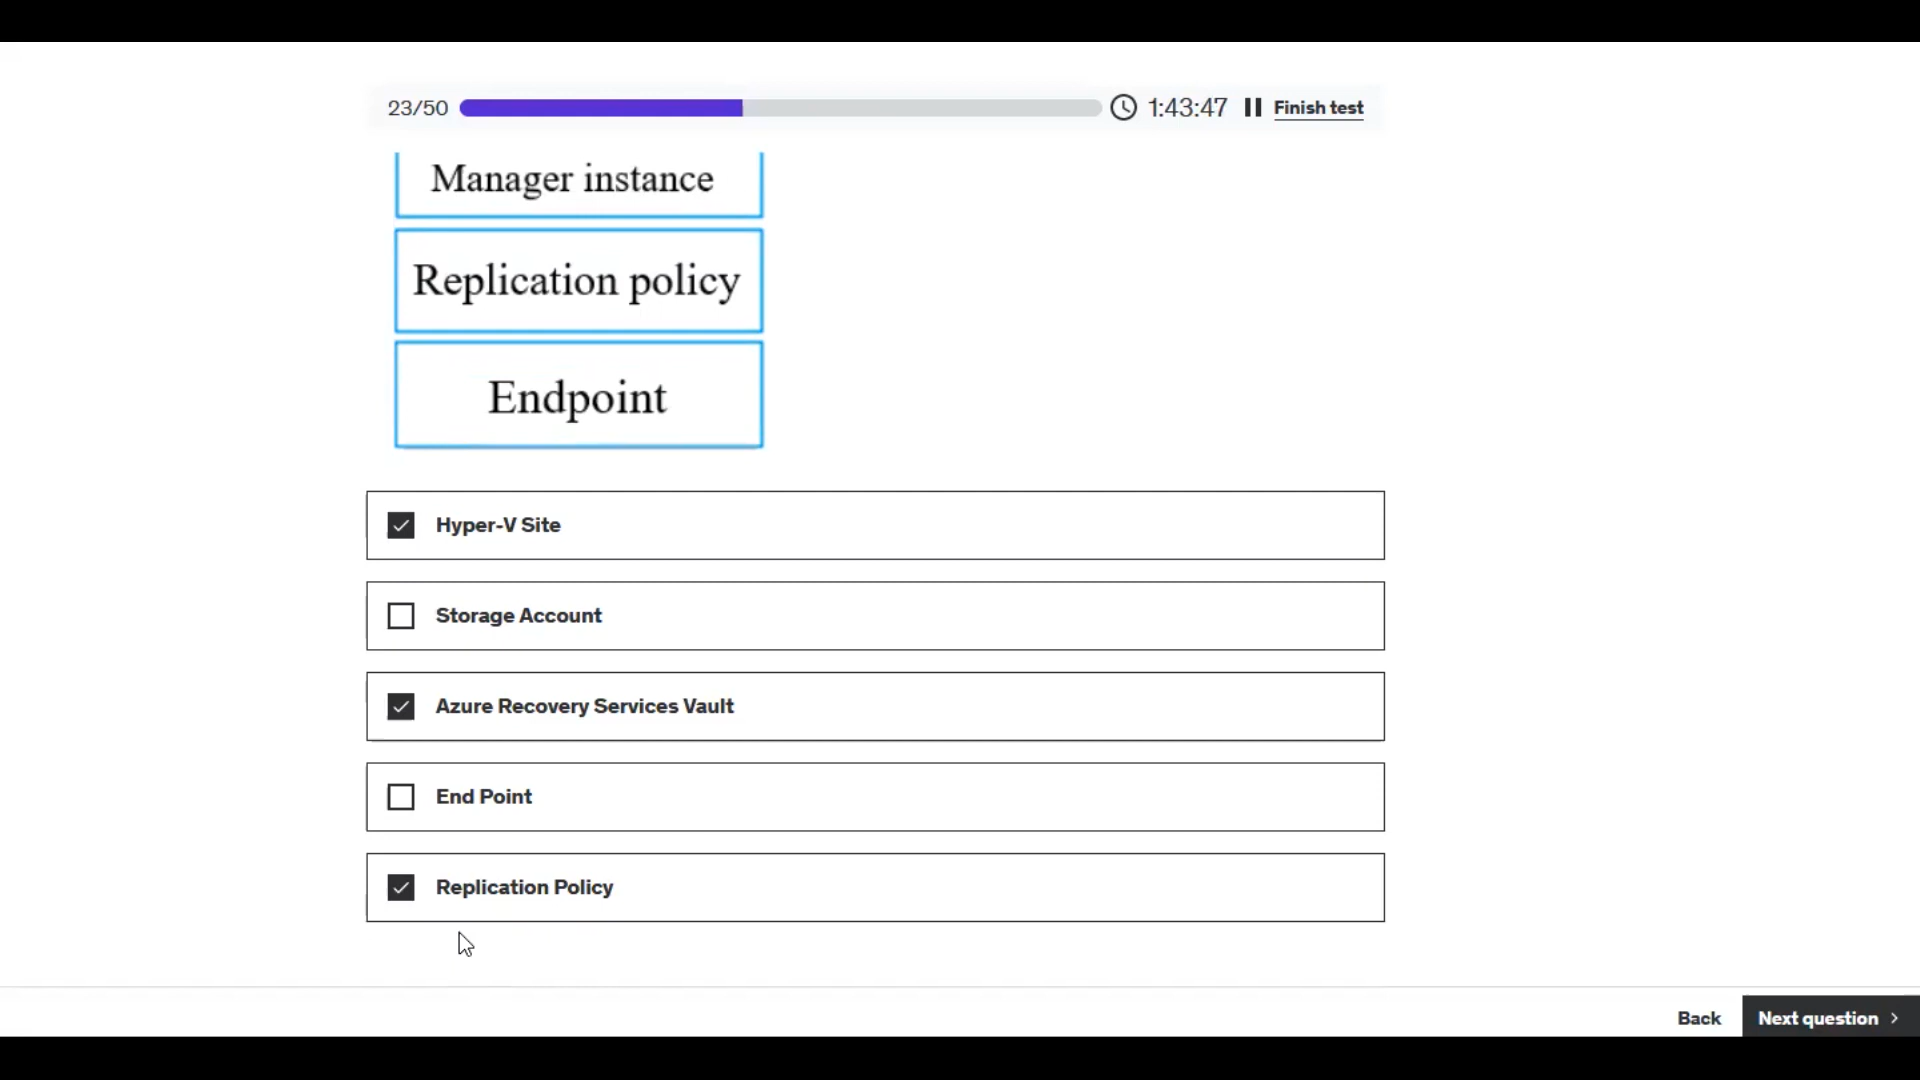 23/50
1:43:47
Finish test
Manager instance
Replication policy
Endpoint
Hyper-V Site
Storage Account
Azure Recovery Services Vault
End Point
Replication Policy
Back
Next question